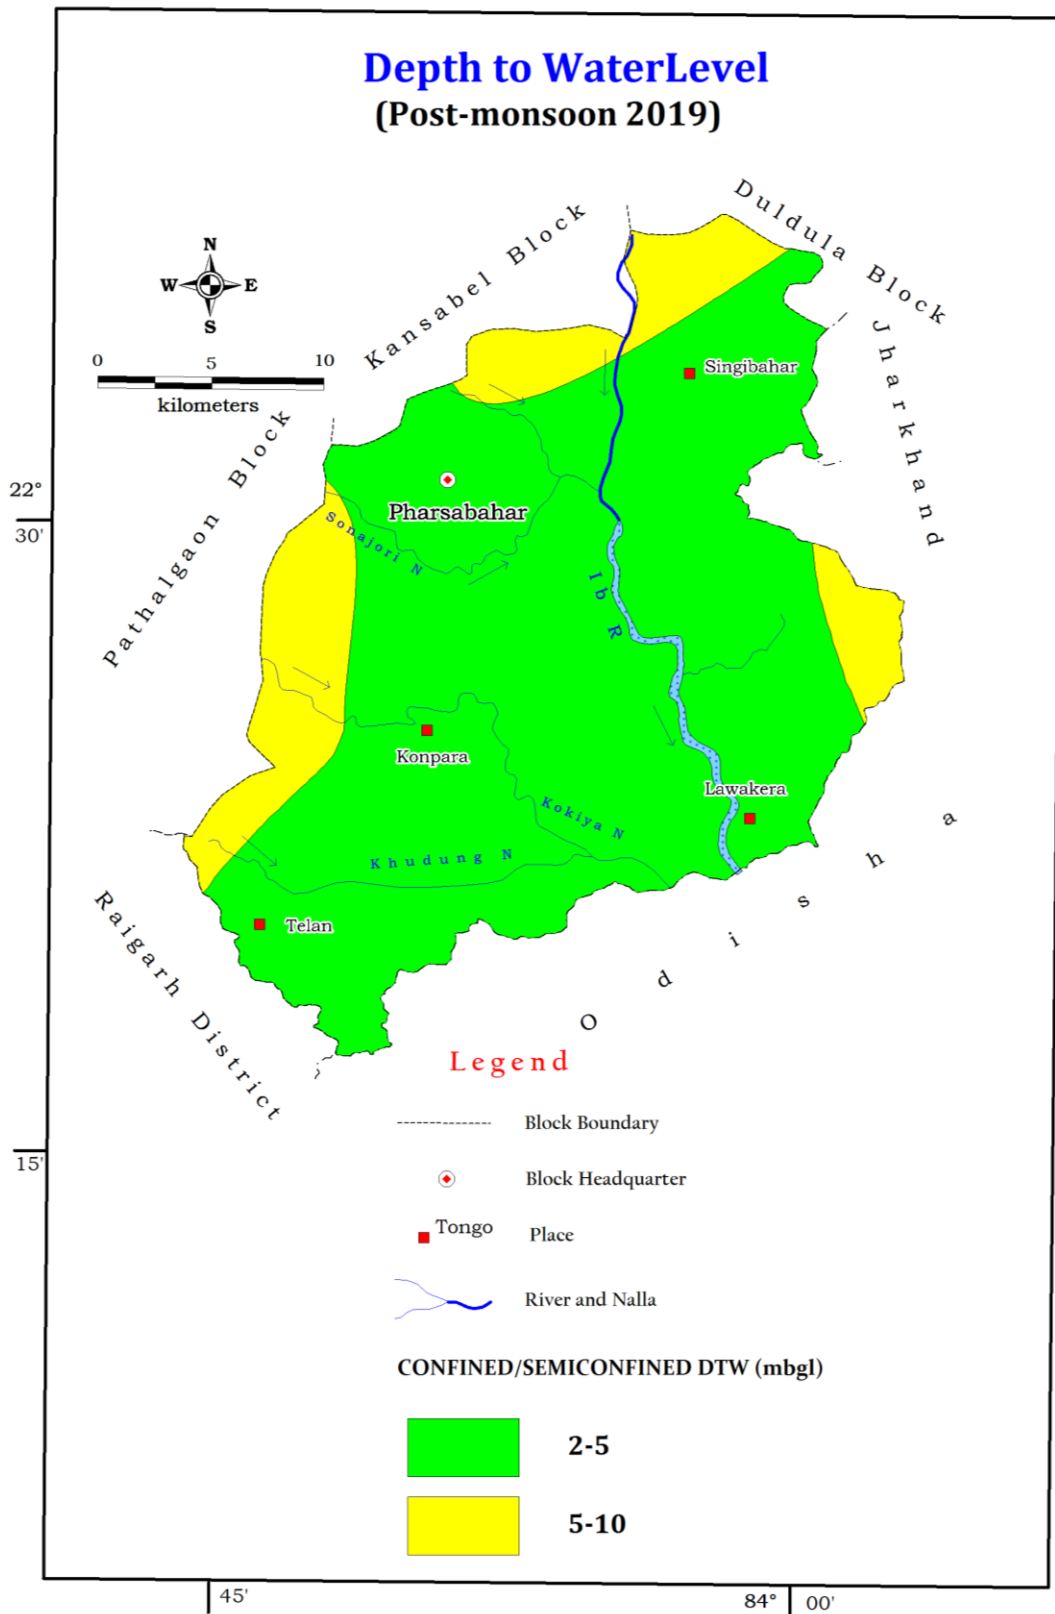 Depth to WaterLevel
(Post-monsoon 2019)
Duldula Block
Kansabel Block
N
W E
S
Jharkhand
0 5 10
kilometers
Singibahar
Pathalgaon Block
22°
30'
Pharsabahar
Sonajori N
Ib R
Konpara
Lawakera
Kokiya N
Khudung N
Telan
Raigarh District
Odisha
Legend
Block Boundary
Block Headquarter
Tongo Place
River and Nalla
15'
CONFINED/SEMICONFINED DTW (mbgl)
2-5
5-10
45' 84° 00'